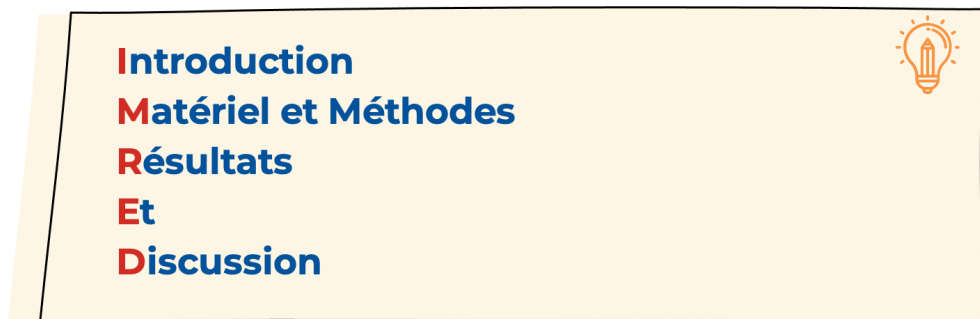 Introduction
Matériel et Méthodes
Résultats
Et
Discussion